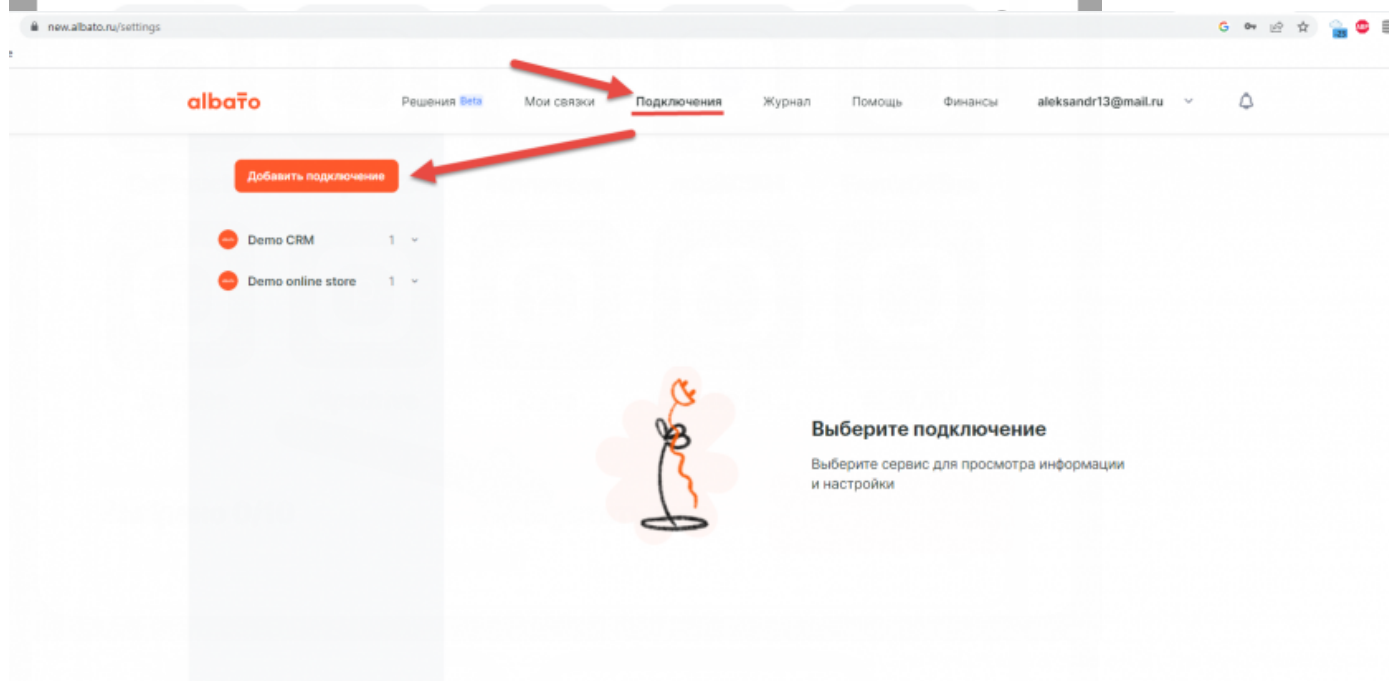 new.albato.ru/settings
albato
Решения Beta
Мои связки
Подключения
Журнал
Помощь
Финансы
aleksandr13@mail.ru
Добавить подключение
Demo CRM 1
Demo online store 1
Выберите подключение
Выберите сервис для просмотра информации
и настройки